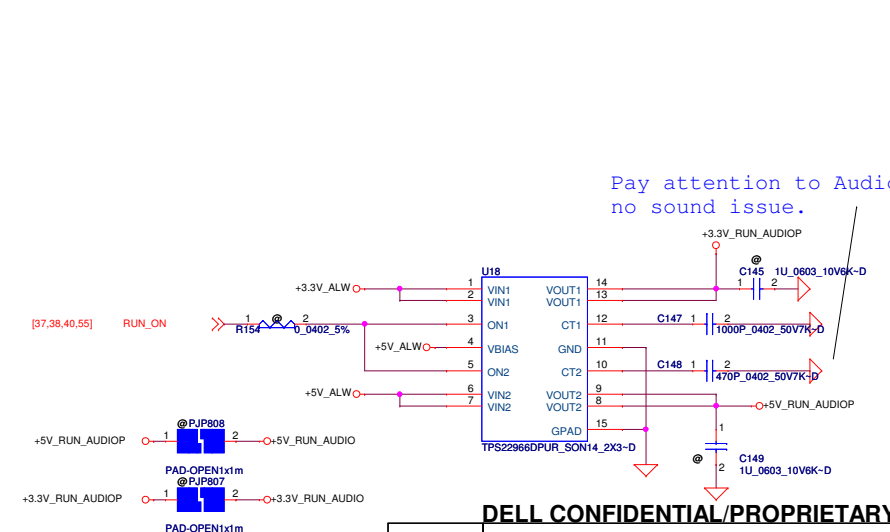 Pay attention to Audio
no sound issue.
+3.3V_RUN_AUDIOP
@
C145 1U_0603_10V6K~D
1 2
U18
+3.3V_ALW
1 VIN1 VOUT1 14
2 VIN1 VOUT1 13
[37,38,40,55] RUN_ON
1 @ 2
R154 0_0402_5%
3 ON1 CT1 12
C147 1 2
1000P_0402_50V7K~D
+5V_ALW
4 VBIAS GND 11
5 ON2 CT2 10
C148 1 2
470P_0402_50V7K~D
+5V_ALW
6 VIN2 VOUT2 9
7 VIN2 VOUT2 8
+5V_RUN_AUDIOP
GPAD 15
TPS22966DPUR_SON14_2X3~D
1
@ C149
2 1U_0603_10V6K~D
@PJP808
+5V_RUN_AUDIOP 1 2 +5V_RUN_AUDIO
PAD-OPEN1x1m
@PJP807
+3.3V_RUN_AUDIOP 1 2 +3.3V_RUN_AUDIO
PAD-OPEN1x1m
DELL CONFIDENTIAL/PROPRIETARY